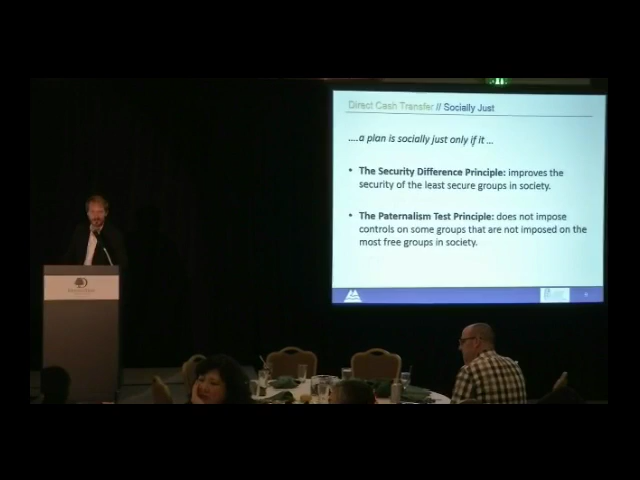 Direct Cash Transfer // Socially Just
....a plan is socially just only if it ...
• The Security Difference Principle: improves the
security of the least secure groups in society.
• The Paternalism Test Principle: does not impose
controls on some groups that are not imposed on the
most free groups in society.